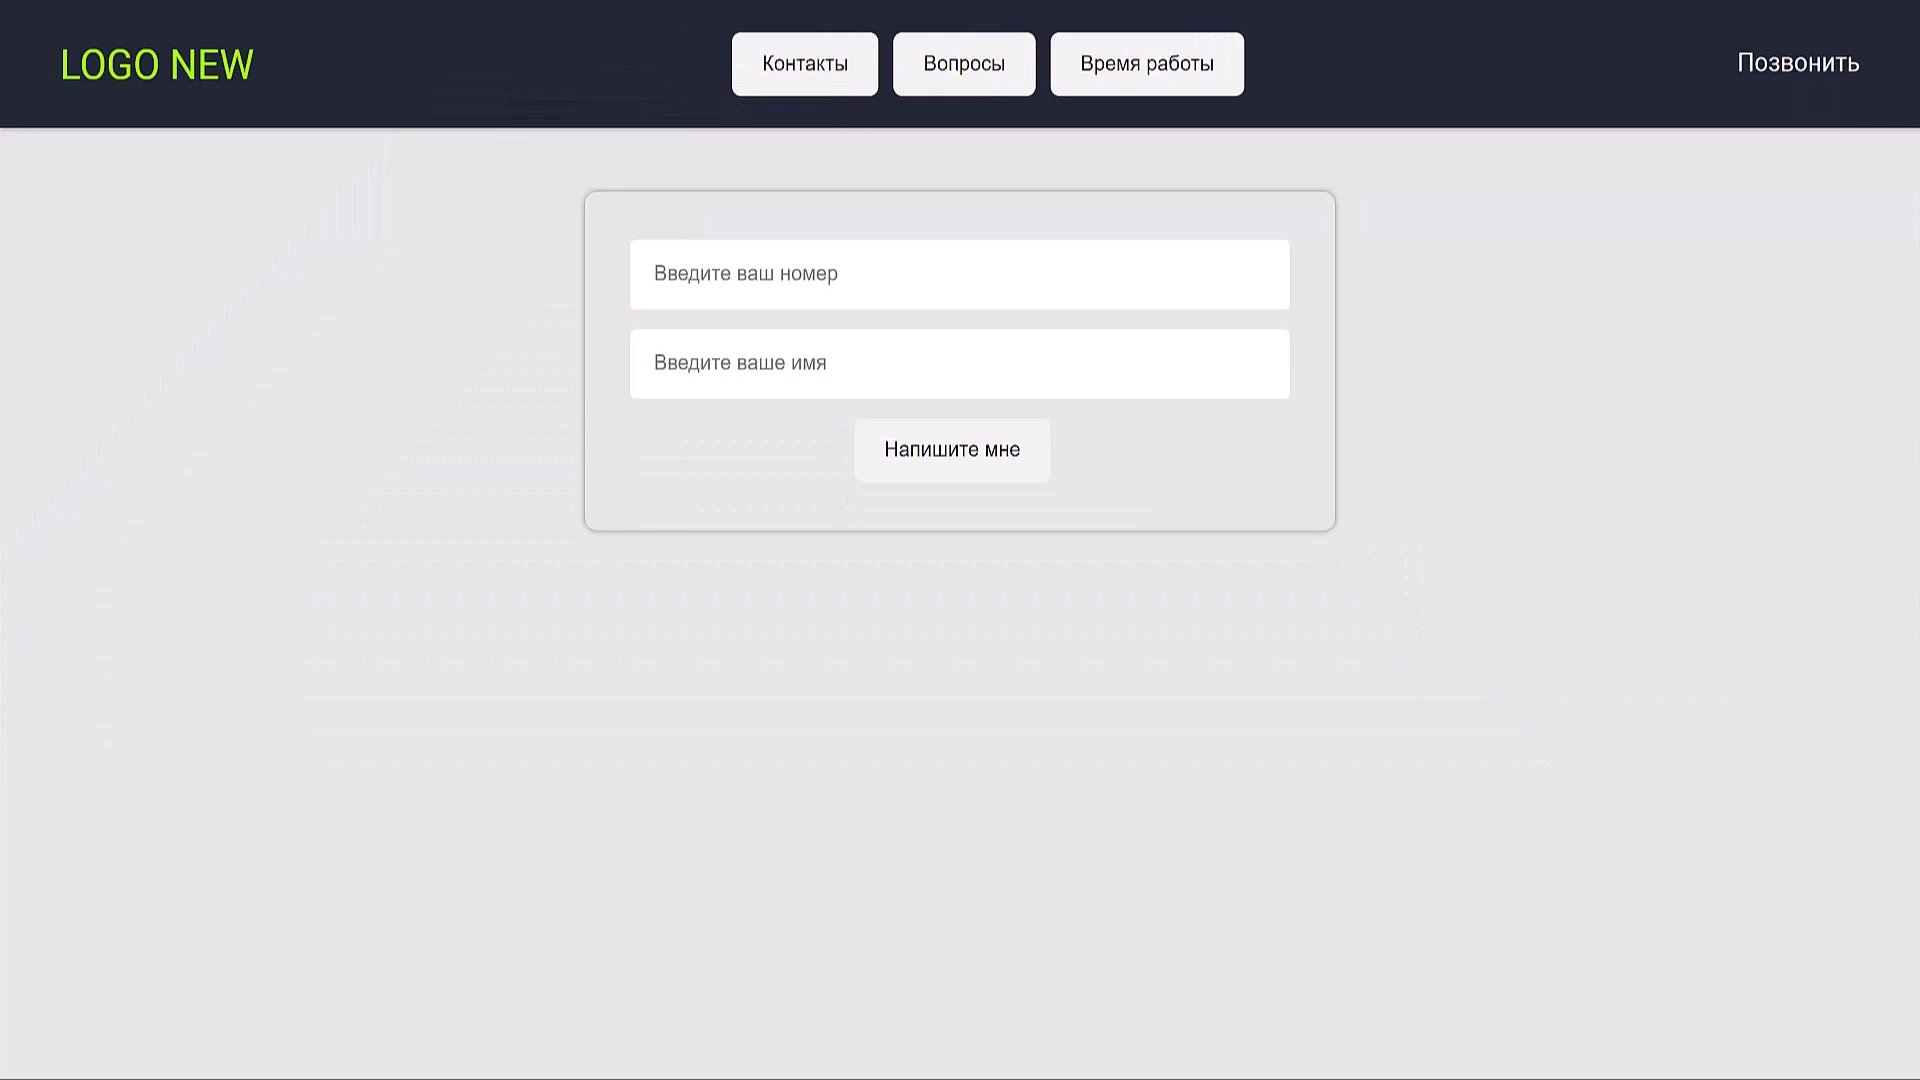 LOGO NEW
Контакты
Вопросы
Время работы
Позвонить
Введите ваш номер
Введите ваше имя
Напишите мне